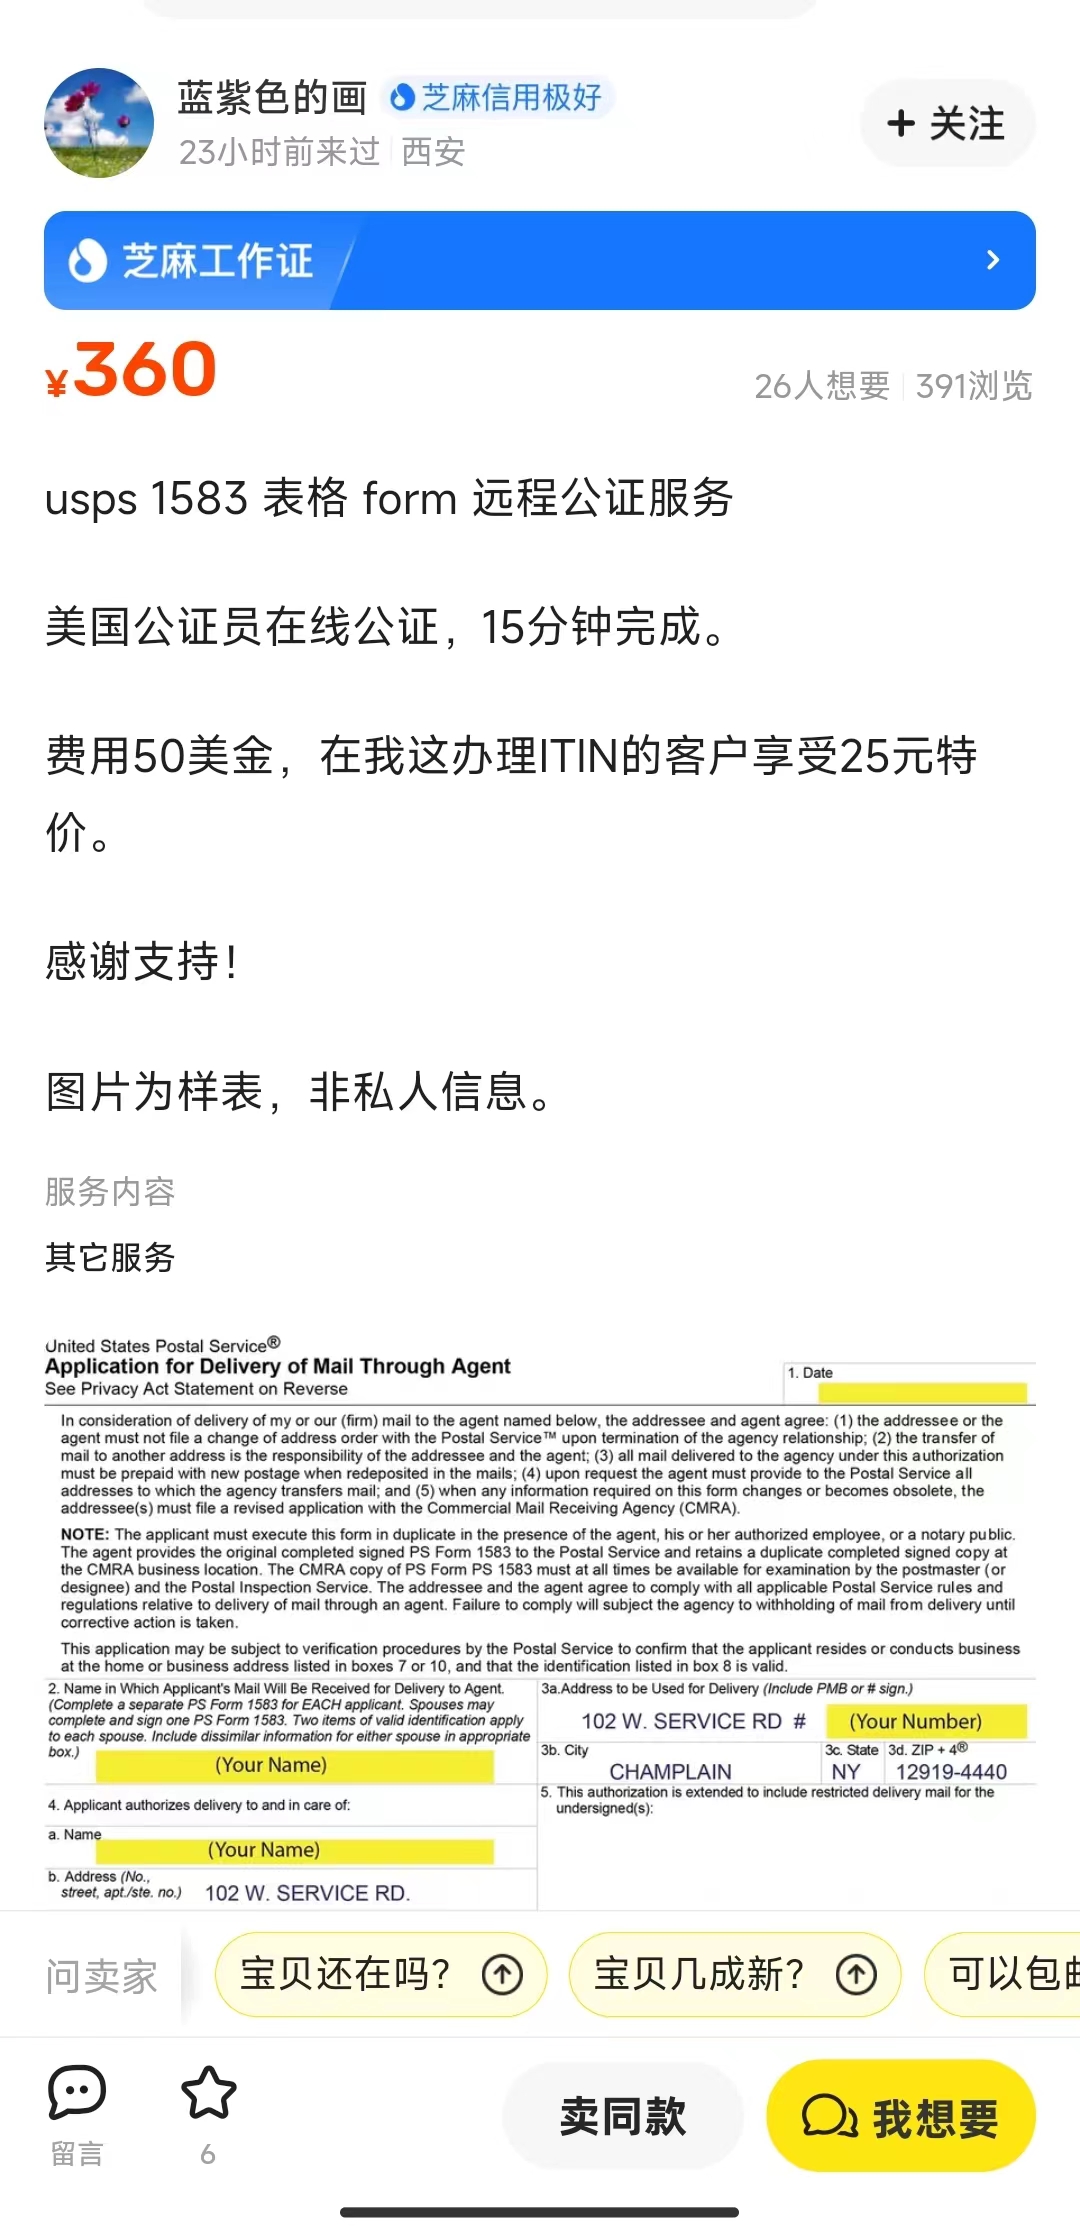 蓝紫色的画 芝麻信用极好
23小时前来过 西安
+ 关注
芝麻工作证
¥360
26人想要 391浏览
usps 1583 表格 form 远程公证服务
美国公证员在线公证，15分钟完成。
费用50美金，在我这办理ITIN的客户享受25元特
价。
感谢支持！
图片为样表，非私人信息。
服务内容
其它服务
United States Postal Service®
Application for Delivery of Mail Through Agent
See Privacy Act Statement on Reverse
1. Date
In consideration of delivery of my or our (firm) mail to the agent named below, the addressee and agent agree: (1) the addressee or the
agent must not file a change of address order with the Postal Service™ upon termination of the agency relationship; (2) the transfer of
mail to another address is the responsibility of the addressee and the agent; (3) all mail delivered to the agency under this authorization
must be prepaid with new postage when redeposited in the mails; (4) upon request the agent must provide to the Postal Service all
addresses to which the agency transfers mail; and (5) when any information required on this form changes or becomes obsolete, the
addressee(s) must file a revised application with the Commercial Mail Receiving Agency (CMRA).
NOTE: The applicant must execute this form in duplicate in the presence of the agent, his or her authorized employee, or a notary public.
The agent provides the original completed signed PS Form 1583 to the Postal Service and retains a duplicate completed signed copy at
the CMRA business location. The CMRA copy of PS Form PS 1583 must at all times be available for examination by the postmaster (or
designee) and the Postal Inspection Service. The addressee and the agent agree to comply with all applicable Postal Service rules and
regulations relative to delivery of mail through an agent. Failure to comply will subject the agency to withholding of mail from delivery until
corrective action is taken.
This application may be subject to verification procedures by the Postal Service to confirm that the applicant resides or conducts business
at the home or business address listed in boxes 7 or 10, and that the identification listed in box 8 is valid.
2. Name in Which Applicant's Mail Will Be Received for Delivery to Agent.
(Complete a separate PS Form 1583 for EACH applicant. Spouses may
complete and sign one PS Form 1583. Two items of valid identification apply
to each spouse. Include dissimilar information for either spouse in appropriate
box.)
(Your Name)
3a.Address to be Used for Delivery (Include PMB or # sign.)
102 W. SERVICE RD # (Your Number)
3b. City
CHAMPLAIN
3c. State
NY
3d. ZIP + 4®
12919-4440
4. Applicant authorizes delivery to and in care of:
5. This authorization is extended to include restricted delivery mail for the
undersigned(s):
a. Name
(Your Name)
b. Address (No.,
street, apt./ste. no.) 102 W. SERVICE RD.
问卖家
宝贝还在吗？
宝贝几成新？
可以包邮
留言
6
卖同款
我想要